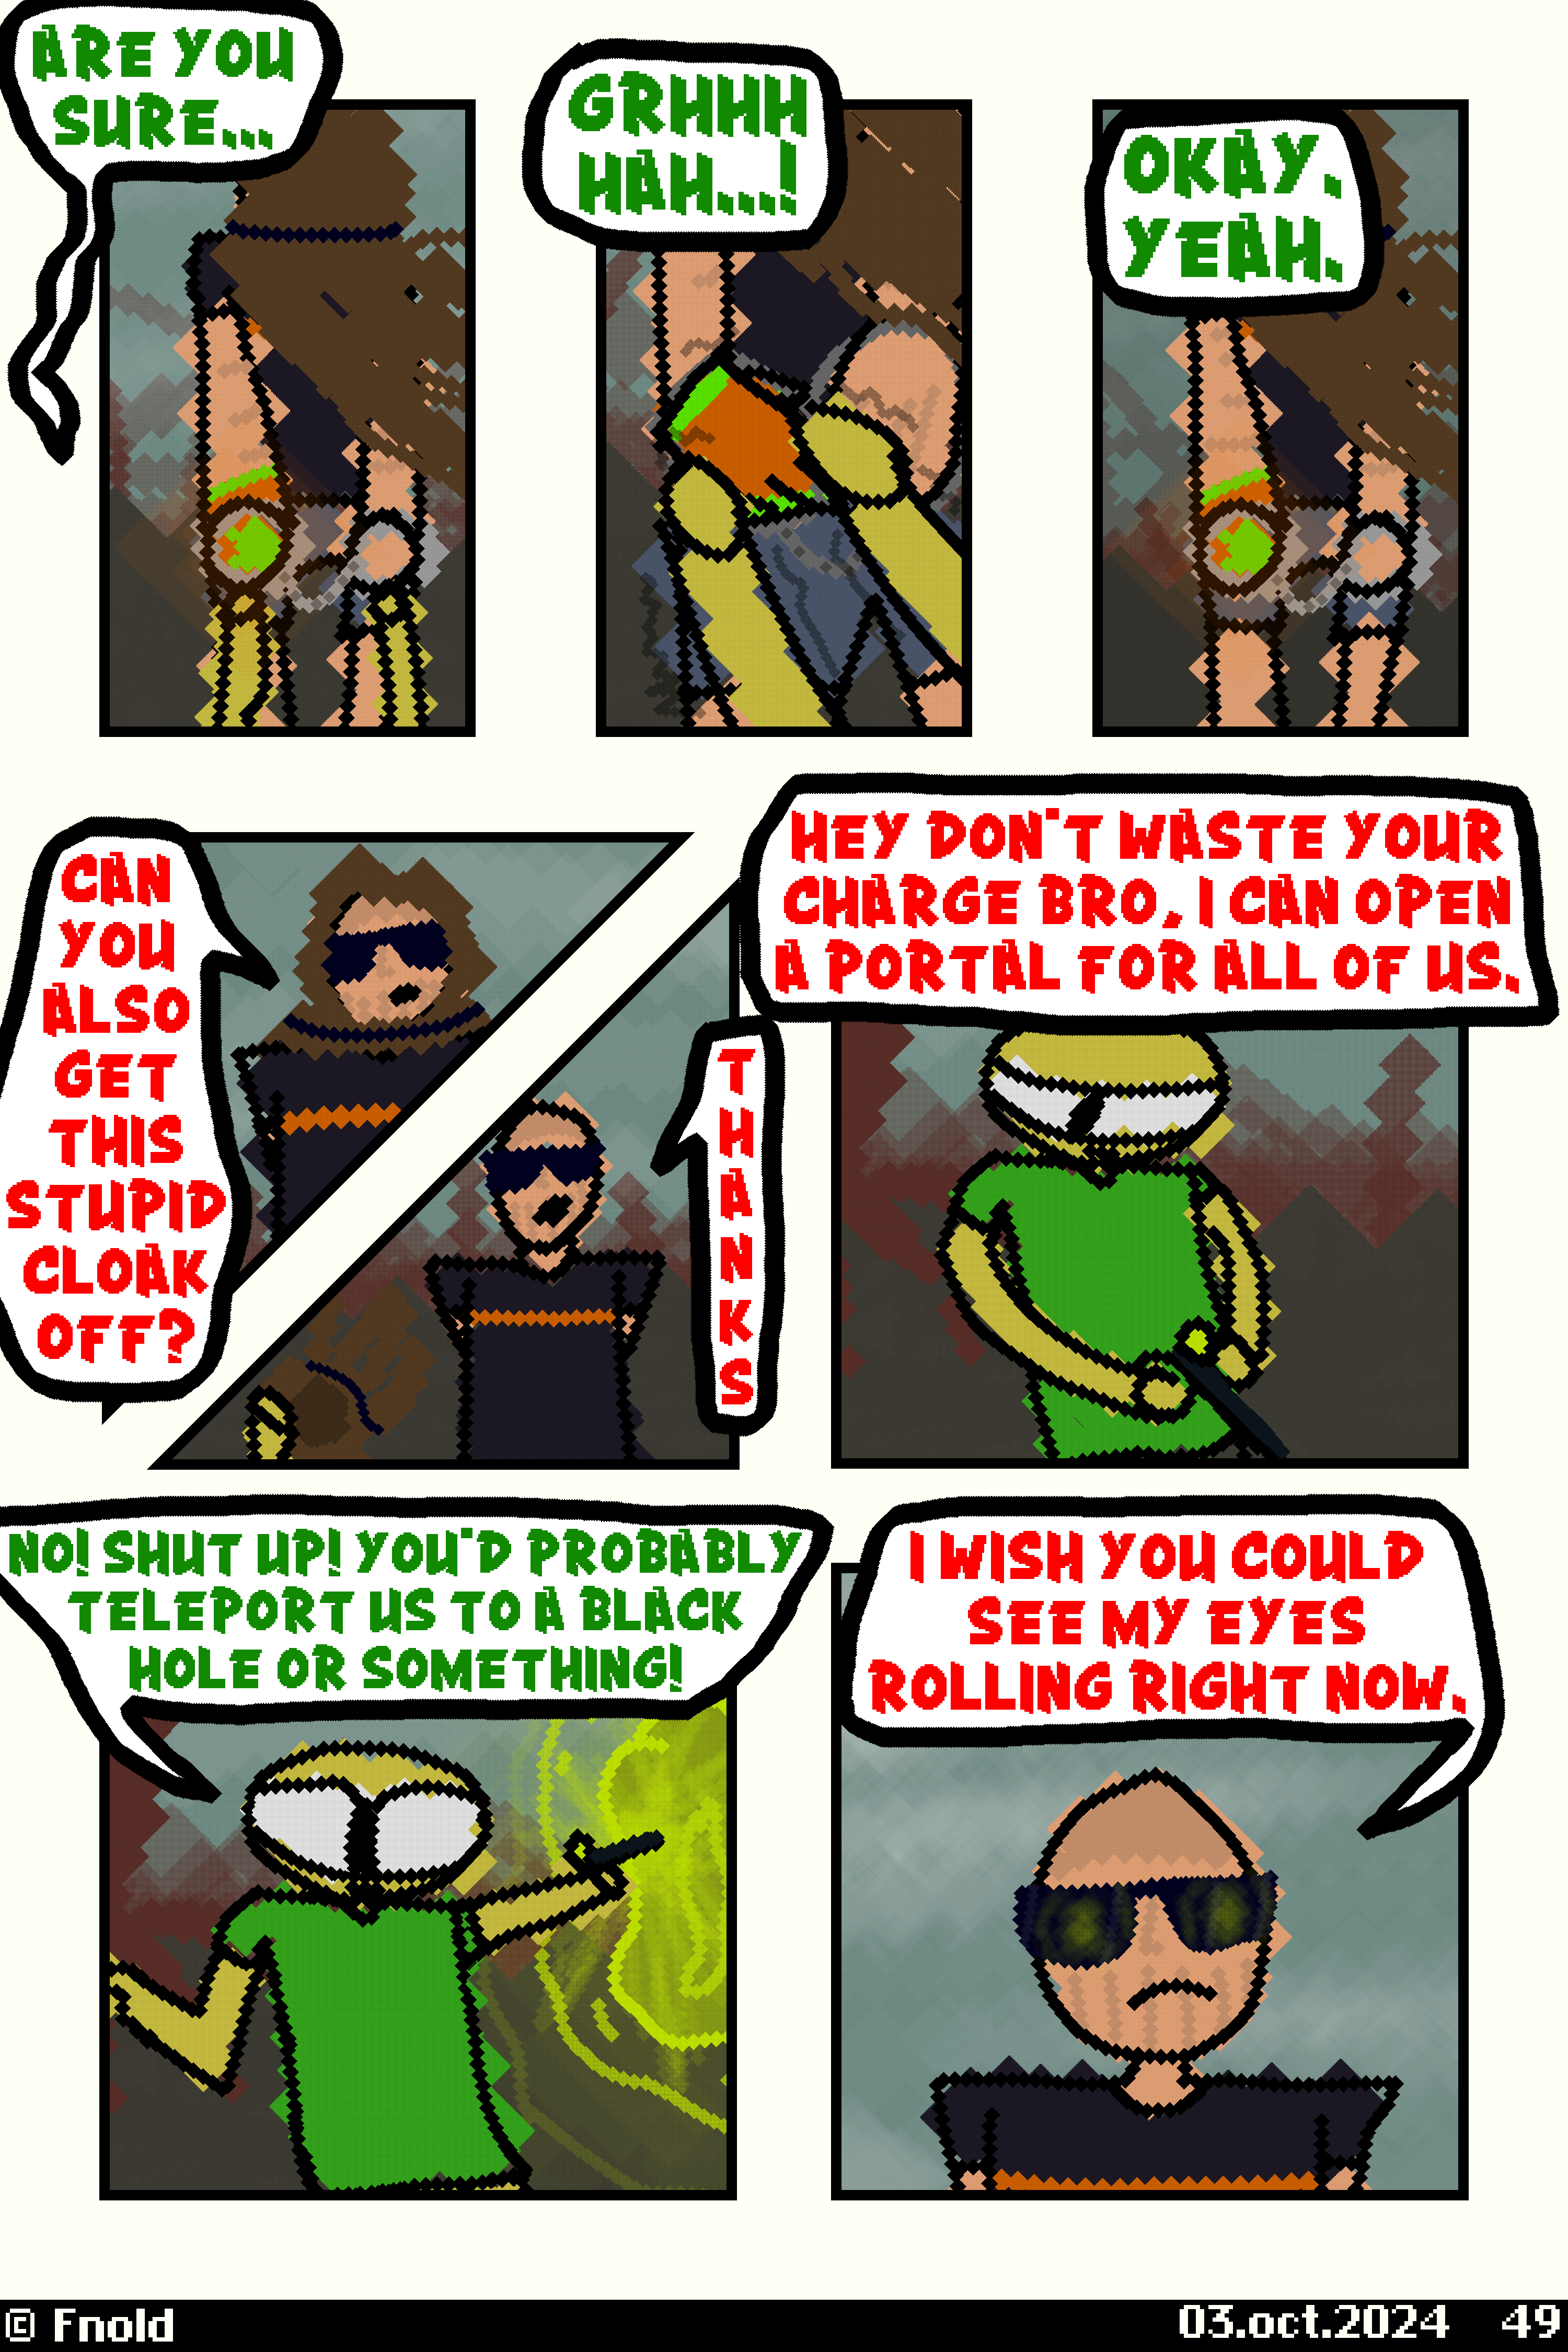 ARE YOU
SURE...
GRHHH
HAH...!
OKAY.
YEAH.
CAN
YOU
ALSO
GET
THIS
STUPID
CLOAK
OFF?
T
H
A
N
K
S
HEY DON'T WASTE YOUR
CHARGE BRO, I CAN OPEN
A PORTAL FOR ALL OF US.
NO! SHUT UP! YOU'D PROBABLY
TELEPORT US TO A BLACK
HOLE OR SOMETHING!
I WISH YOU COULD
SEE MY EYES
ROLLING RIGHT NOW.
© Fnold
03.oct.2024 49